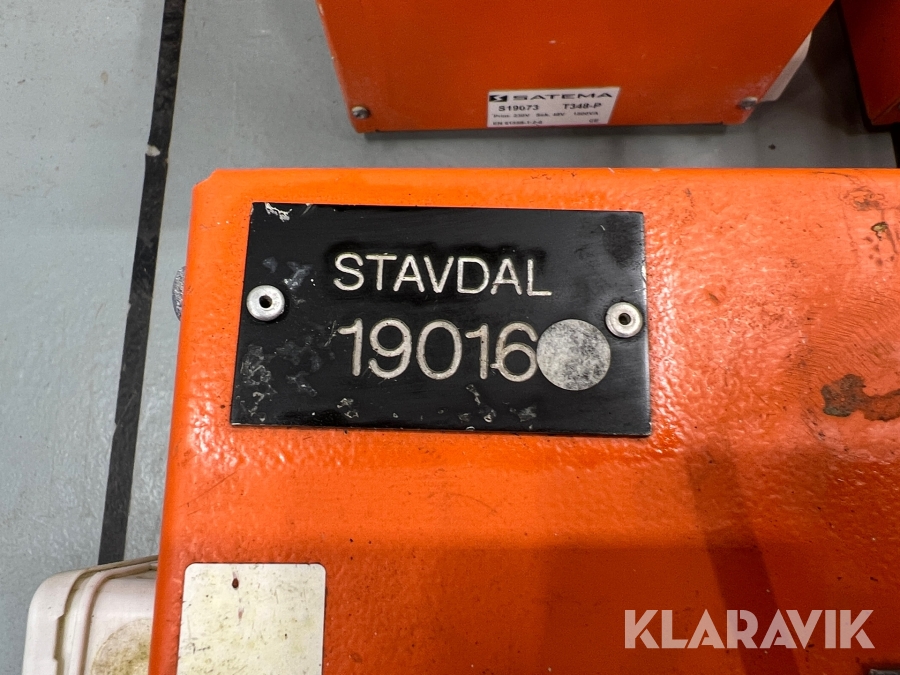 SATEMA
S19073 T348-P
STAVDAL
19016
KLARAVIK